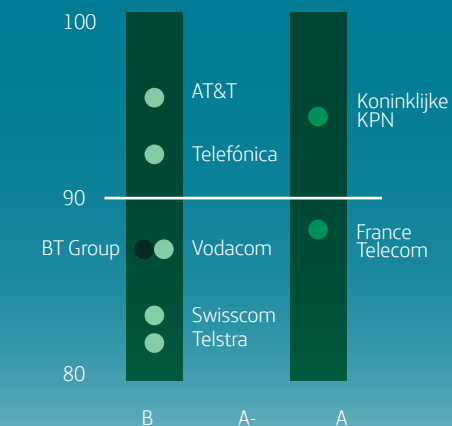 100
AT&T
Koninklijke
KPN
Telefónica
90
France
Telecom
BT Group
Vodacom
Swisscom
Telstra
80
B
A-
A